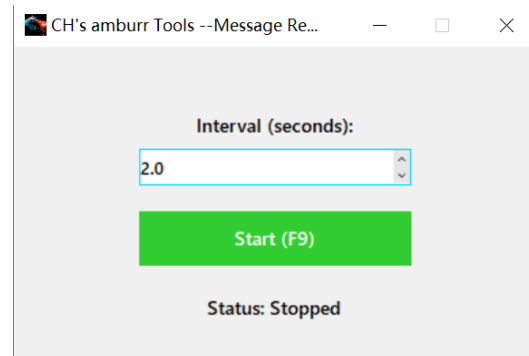 CH's amburr Tools --Message Re...
Interval (seconds):
2.0
Start (F9)
Status: Stopped